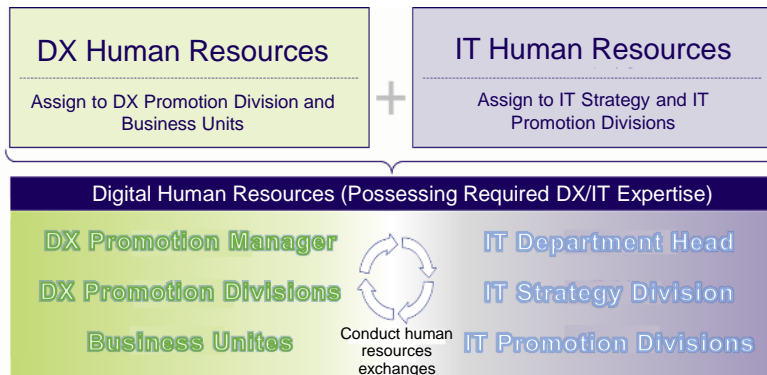 DX Human Resources
Assign to DX Promotion Division and
Business Units
+
IT Human Resources
Assign to IT Strategy and IT
Promotion Divisions
Digital Human Resources (Possessing Required DX/IT Expertise)
DX Promotion Manager
DX Promotion Divisions
Business Unites
Conduct human
resources
exchanges
IT Department Head
IT Strategy Division
IT Promotion Divisions